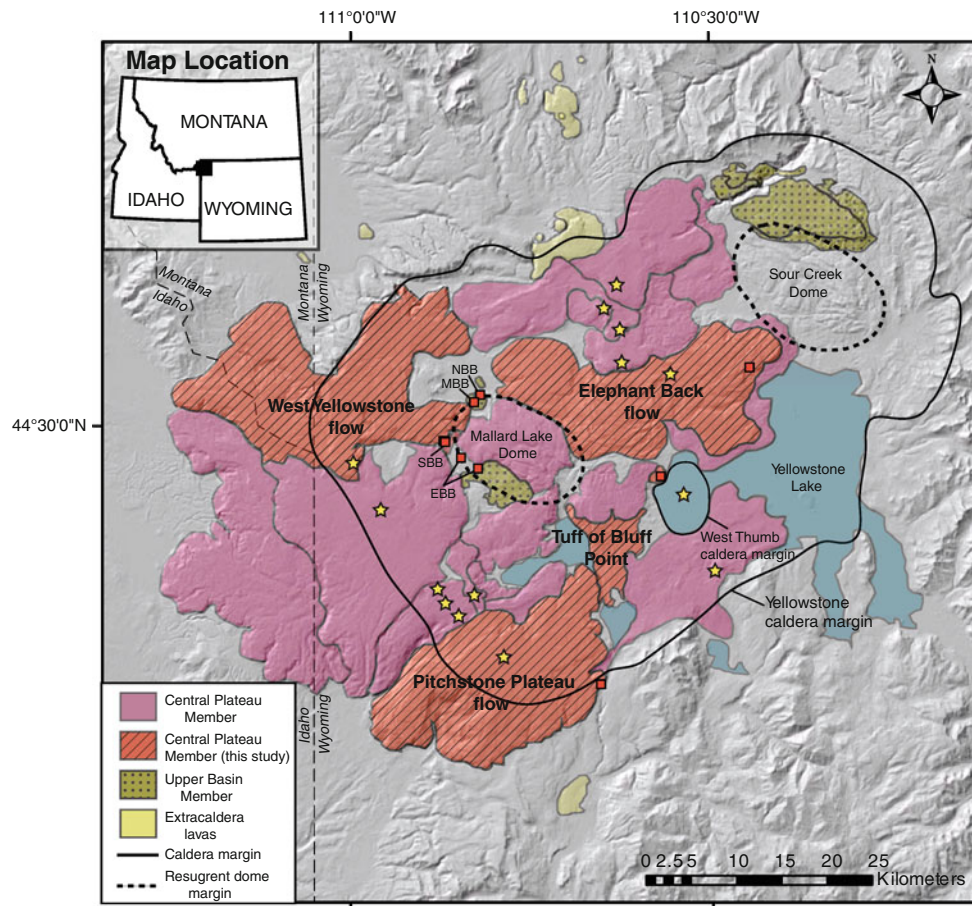 111°0'0"W
110°30'0"W
Map Location
MONTANA
IDAHO
WYOMING
N
Montana
Idaho
Montana
Wyoming
Sour Creek
Dome
NBB
MBB
West Yellowstone
flow
Elephant Back
flow
44°30'0"N
Mallard Lake
Dome
SBB
EBB
Yellowstone
Lake
West Thumb
caldera margin
Tuff of Bluff
Point
Yellowstone
caldera margin
Pitchstone Plateau
flow
Idaho
Wyoming
Central Plateau
Member
Central Plateau
Member (this study)
Upper Basin
Member
Extracaldera
lavas
Caldera margin
Resugrent dome
margin
0 2.5 5 10 15 20 25
Kilometers